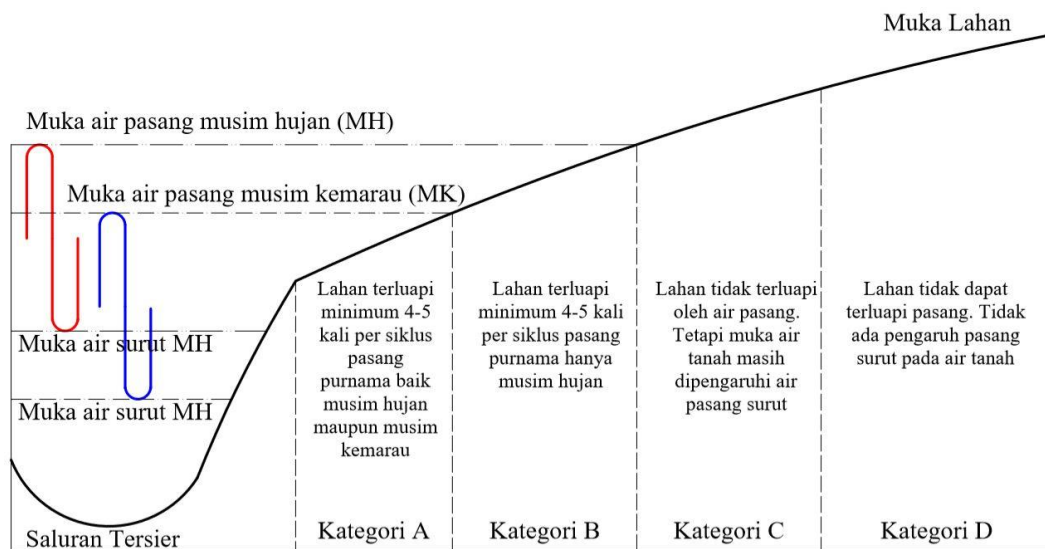 Muka Lahan
Muka air pasang musim hujan (MH)
Muka air pasang musim kemarau (MK)
Muka air surut MH
Muka air surut MH
Saluran Tersier
Lahan terluapi
minimum 4-5
kali per siklus
pasang
purnama baik
musim hujan
maupun musim
kemarau
Kategori A
Lahan terluapi
minimum 4-5 kali
per siklus pasang
purnama hanya
musim hujan
Kategori B
Lahan tidak terluapi
oleh air pasang.
Tetapi muka air
tanah masih
dipengaruhi air
pasang surut
Kategori C
Lahan tidak dapat
terluapi pasang. Tidak
ada pengaruh pasang
surut pada air tanah
Kategori D